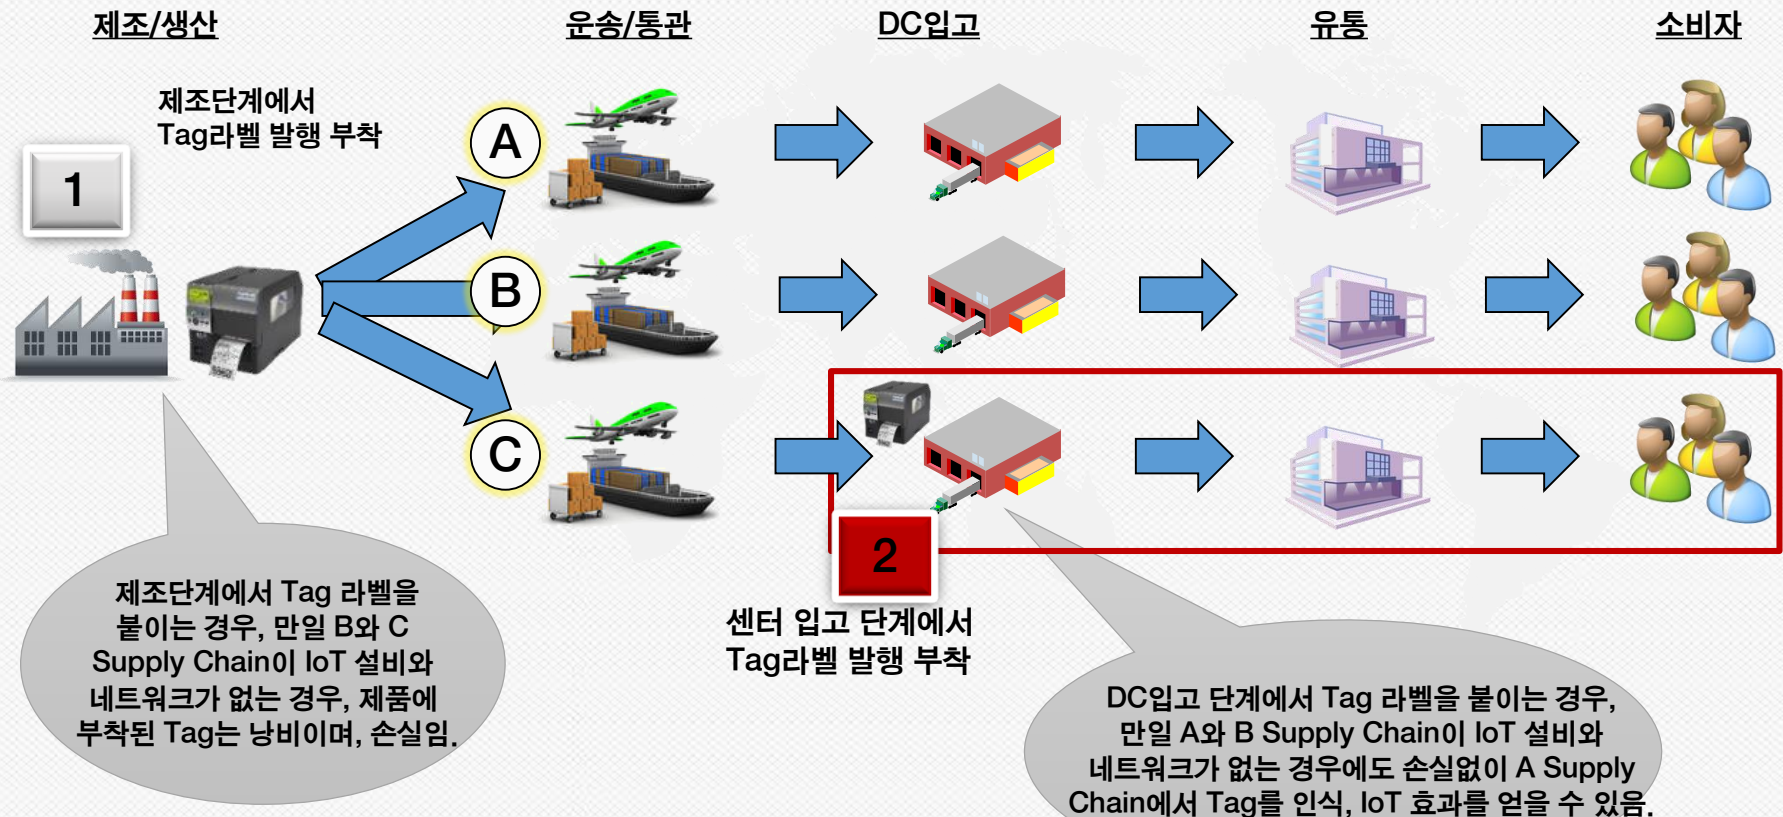 제조/생산
운송/통관
DC입고
유통
소비자
제조단계에서
Tag라벨 발행 부착
1
A
B
C
2
센터 입고 단계에서
Tag라벨 발행 부착
제조단계에서 Tag 라벨을
붙이는 경우, 만일 B와 C
Supply Chain이 IoT 설비와
네트워크가 없는 경우, 제품에
부착된 Tag는 낭비이며, 손실임.
DC입고 단계에서 Tag 라벨을 붙이는 경우,
만일 A와 B Supply Chain이 IoT 설비와
네트워크가 없는 경우에도 손실없이 A Supply
Chain에서 Tag를 인식, IoT 효과를 얻을 수 있음.